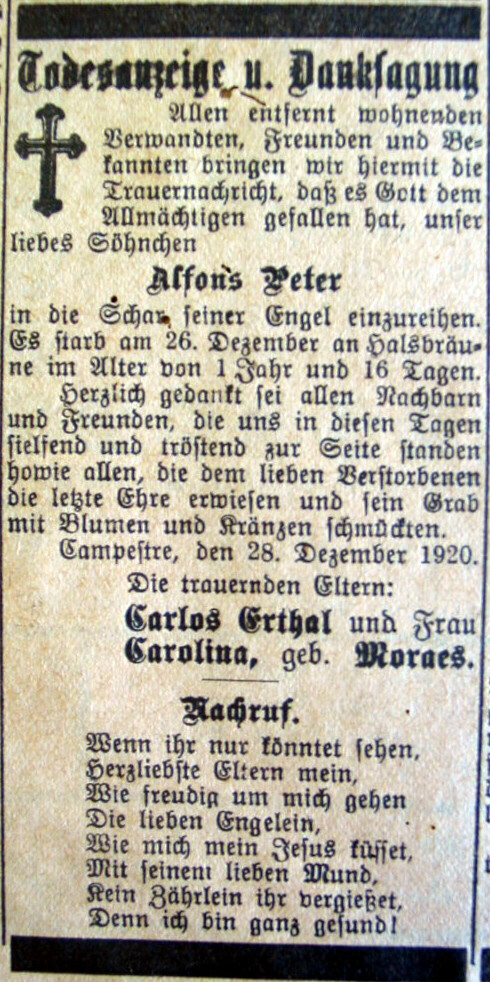 Todesanzeige u. Danksagung
Allen entfernt wohnenden
Verwandten, Freunden und Be-
kannten bringen wir hiermit die
Trauernachricht, daß es Gott dem
Allmächtigen gefallen hat, unser
liebes Söhnchen
Alfons Peter
in die Schar seiner Engel einzureihen.
Es starb am 26. Dezember an Halsbräu-
ne im Alter von 1 Jahr und 16 Tagen.
Herzlich gedankt sei allen Nachbarn
und Freunden, die uns in diesen Tagen
sielfend und tröstend zur Seite standen
howie allen, die dem lieben Verstorbenen
die letzte Ehre erwiesen und sein Grab
mit Blumen und Kränzen schmückten.
Campestre, den 28. Dezember 1920.
Die trauernden Eltern:
Carlos Erthal und Frau
Carolina, geb. Moraes.
Nachruf.
Wenn ihr nur könntet sehen,
Herzliebste Eltern mein,
Wie freudig um mich gehen
Die lieben Engelein,
Wie mich mein Jesus küsset,
Mit seinem lieben Mund,
Kein Zährlein ihr vergießet,
Denn ich bin ganz gesund!